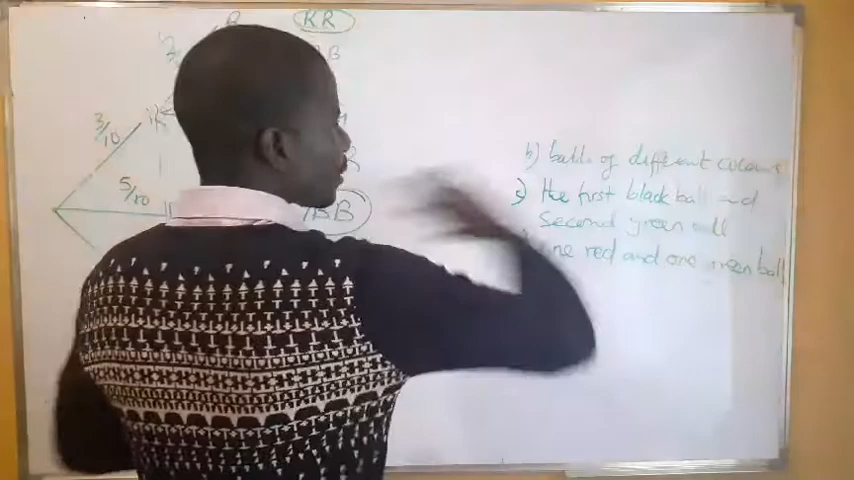 R
RR
B
3/10
R
5/10
BB
b) balls of different colours
c) the first black ball and
second green ball
one red and one green ball